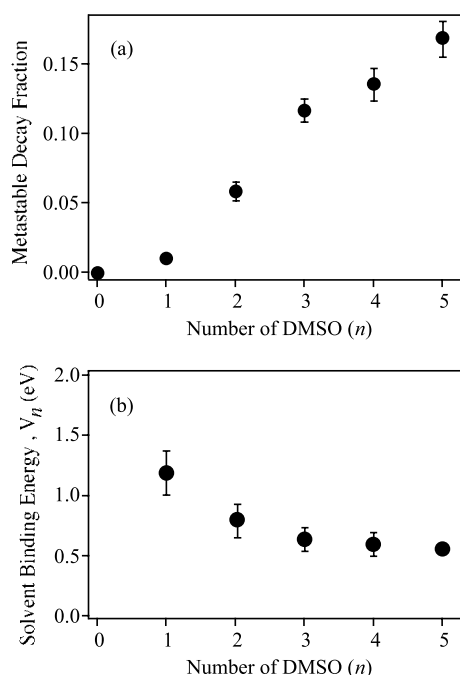 (a)
Metastable Decay Fraction
0.15
0.10
0.05
0.00
0 1 2 3 4 5
Number of DMSO (n)
(b)
Solvent Binding Energy , Vn (eV)
2.0
1.5
1.0
0.5
0.0
0 1 2 3 4 5
Number of DMSO (n)